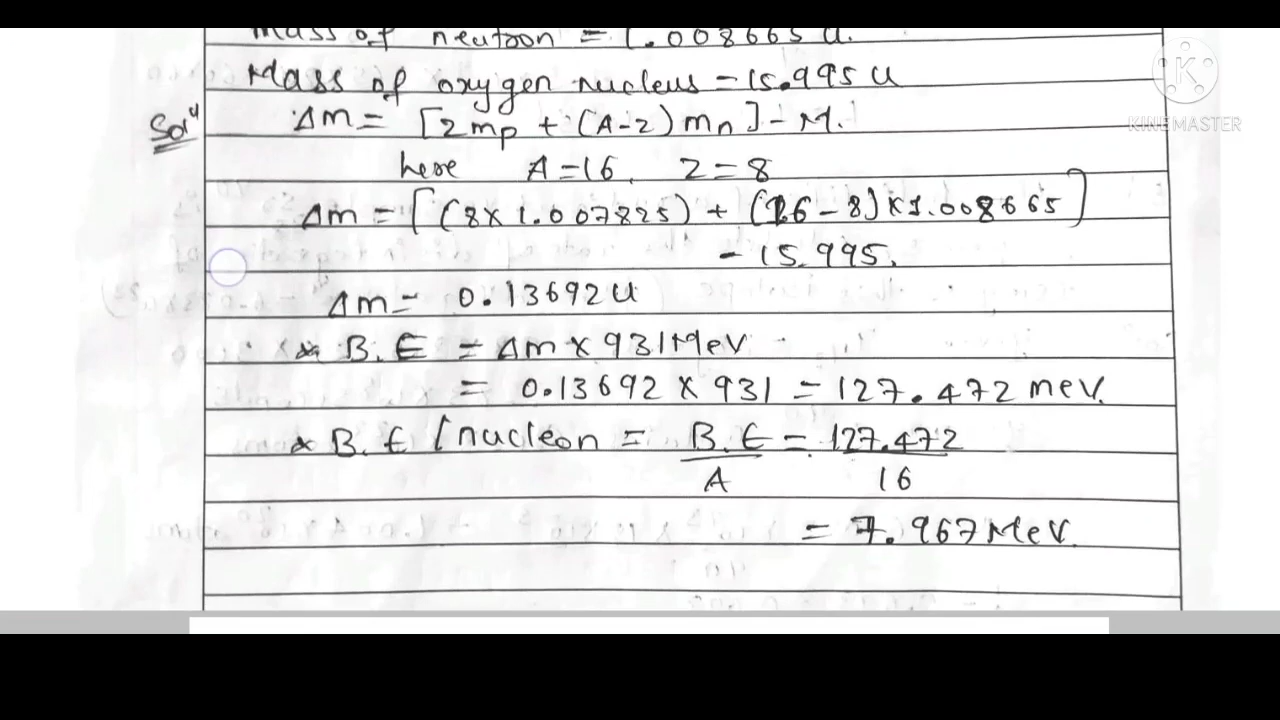 Mass of neutron = 1.008665 u.
Mass of oxygen nucleus = 15.995 u
KINEMASTER
Solⁿ Δm = [Zmp + (A-Z) mn] - M.
here A = 16, Z = 8
Δm = [(8 x 1.007825) + (16 - 8) x 1.008665]
- 15.995.
Δm = 0.13692 u
* B.E = Δm x 931 MeV
= 0.13692 x 931 = 127.472 meV.
* B.E / nucleon = B.E / A = 127.472 / 16
= 7.967 MeV.